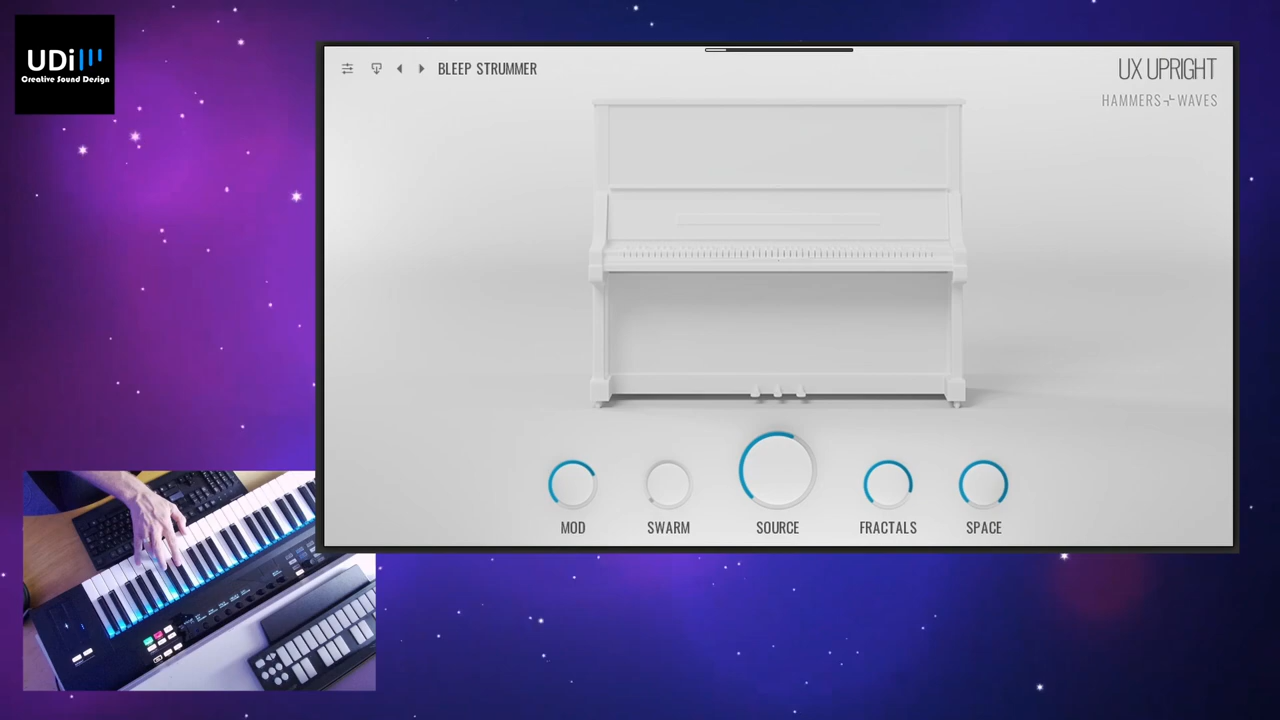 UDi
Creative Sound Design
BLEEP STRUMMER
UX UPRIGHT
HAMMERS WAVES
MOD
SWARM
SOURCE
FRACTALS
SPACE